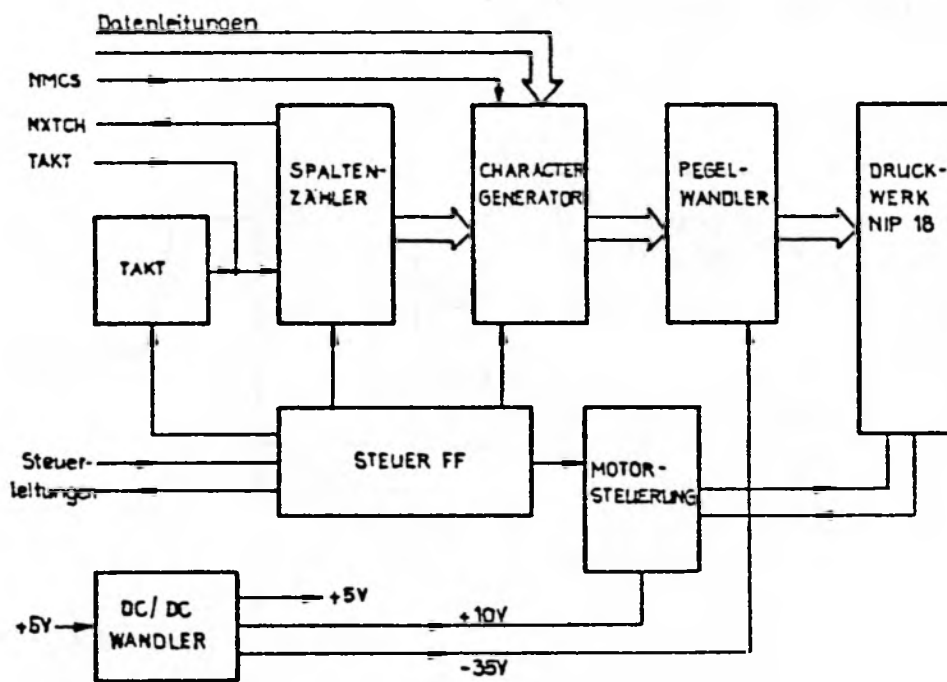 Datenleitungen
NMCS
NXTCH
TAKT
SPALTEN-
ZÄHLER
CHARACTER
GENERATOR
PEGEL-
WANDLER
DRUCK-
WERK
NIP 18
TAKT
Steuer-
leitungen
STEUER FF
MOTOR-
STEUERUNG
+5V
DC/DC
WANDLER
+5V
+10V
-35V